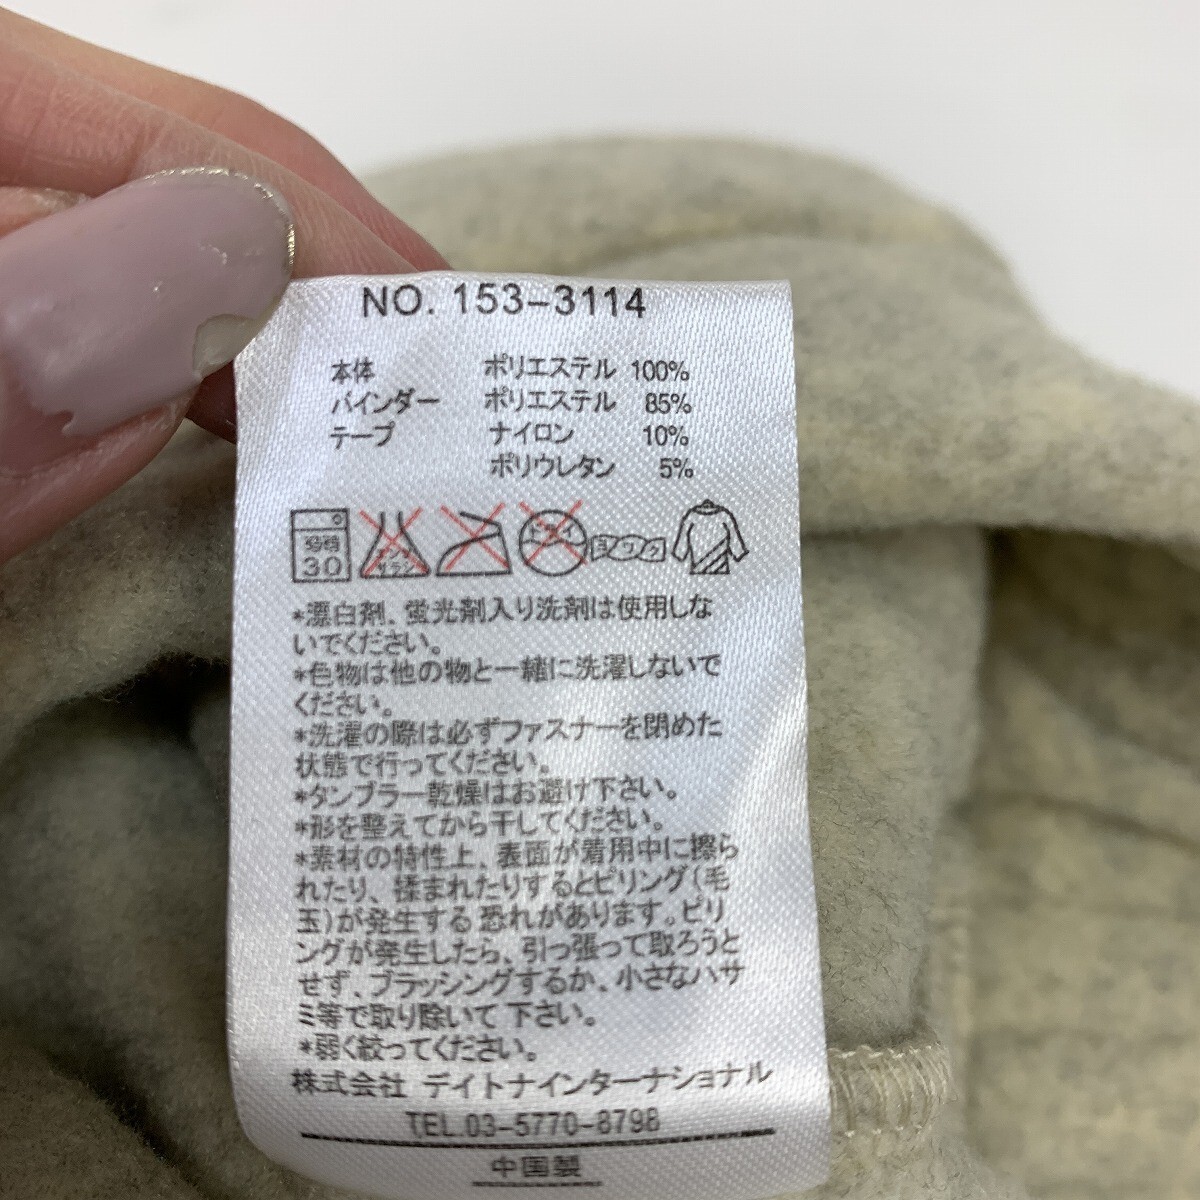 NO. 153-3114
本体 ポリエステル 100%
バインダー ポリエステル 85%
テープ ナイロン 10%
ポリウレタン 5%
弱 30 エンソ サラシ ドライ ヨワク
*漂白剤、蛍光剤入り洗剤は使用しな
いでください。
*色物は他の物と一緒に洗濯しないで
ください。
*洗濯の際は必ずファスナーを閉めた
状態で行ってください。
*タンブラー乾燥はお避け下さい。
*形を整えてから干してください。
*素材の特性上、表面が着用中に擦ら
れたり、揉まれたりするとピリング(毛
玉)が発生する恐れがあります。ピリ
ングが発生したら、引っ張って取ろうと
せず、ブラッシングするか、小さなハサ
ミ等で取り除いて下さい。
*弱く絞ってください。
株式会社 デイトナインターナショナル
TEL.03-5770-8798
中国製